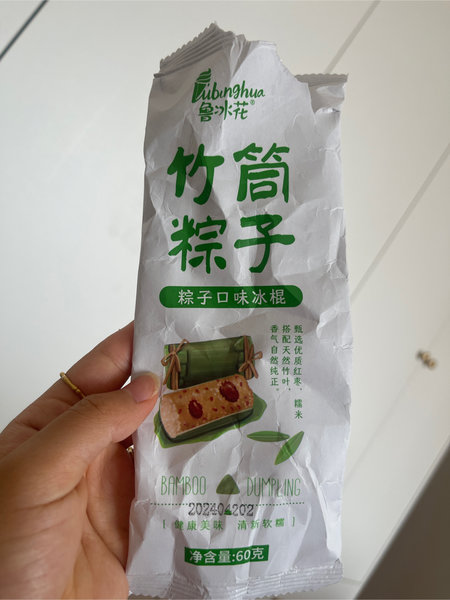 Lubinghua
鲁冰花®
竹筒
粽子
粽子口味冰棍
甄选优质红枣、糯米
搭配天然竹叶，
香气自然纯正。
BAMBOO DUMPLING
202404202
[ 健康美味 清新软糯 ]
净含量:60克